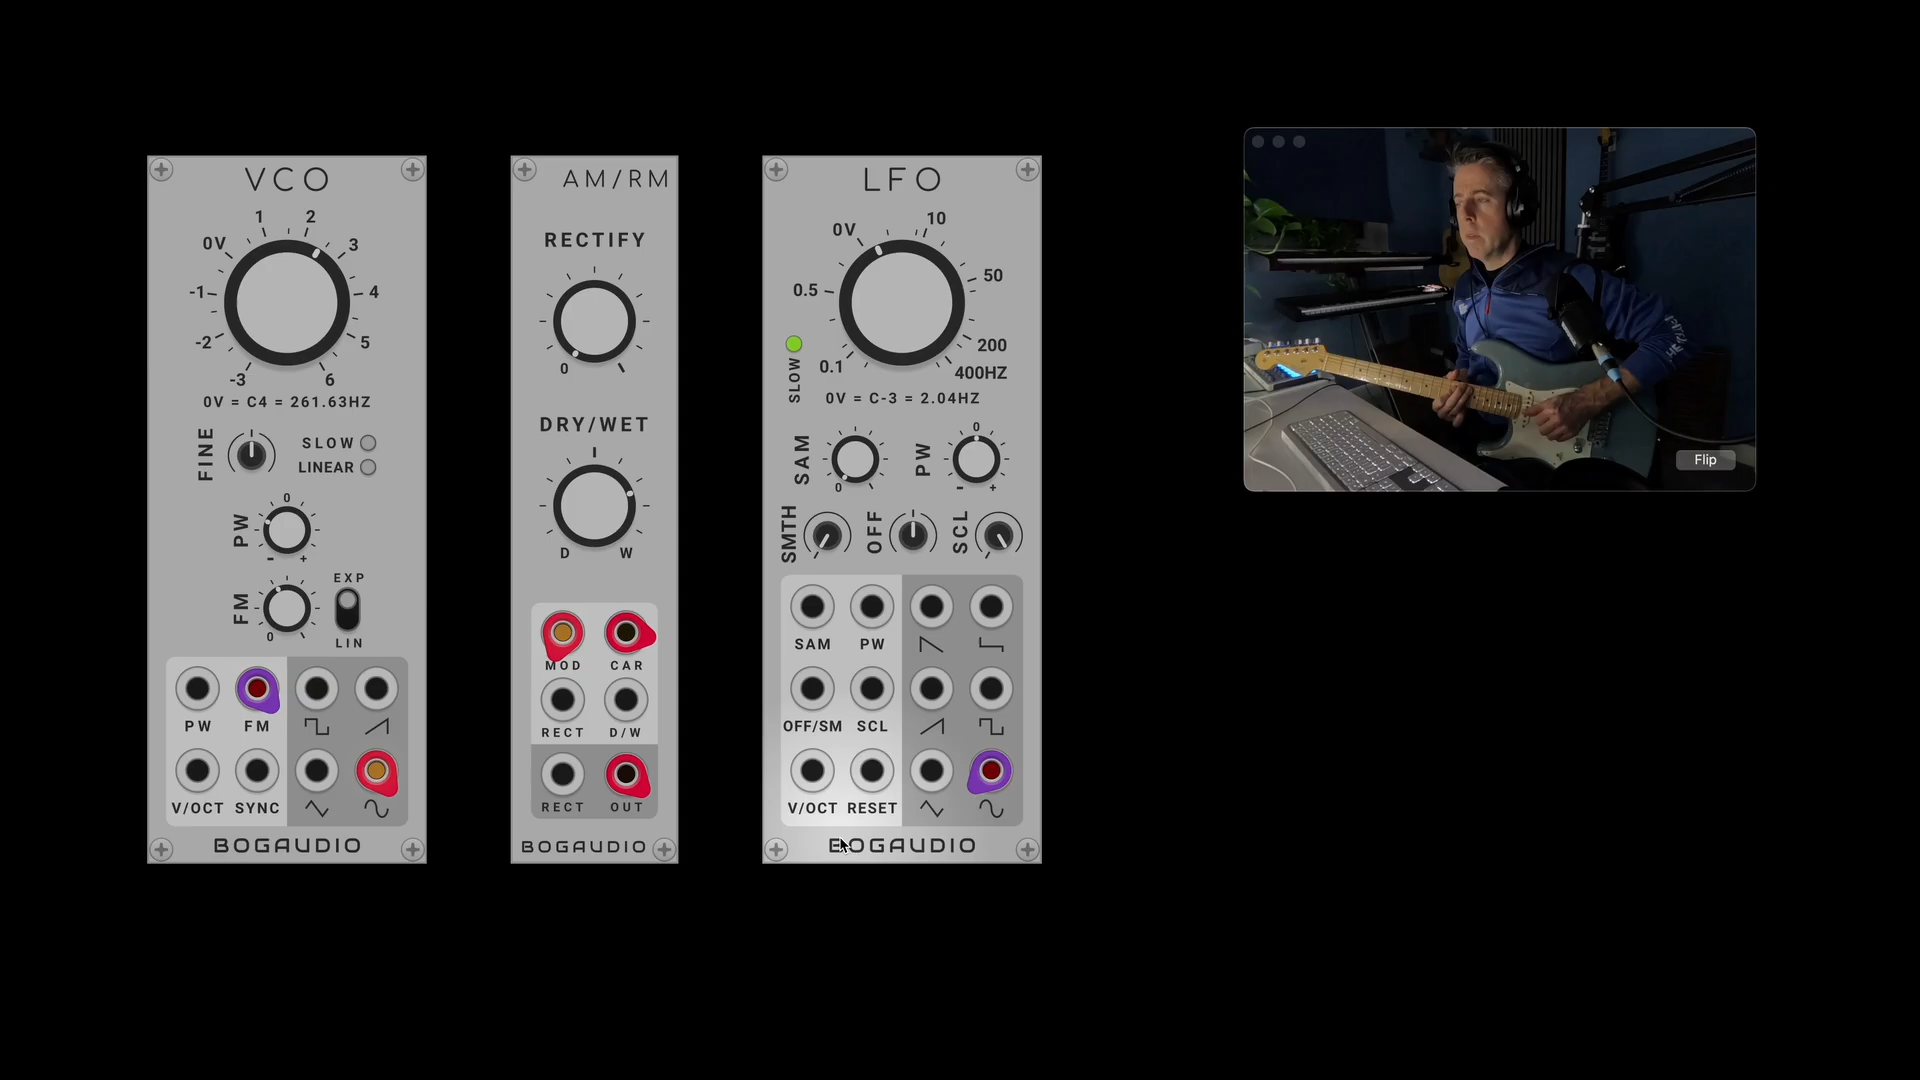 VCO
1 2
0V 3
-1 4
-2 5
-3 6
0V = C4 = 261.63HZ
FINE
SLOW
LINEAR
PW
0
- +
FM
0
EXP
LIN
PW FM
V/OCT SYNC
BOGAUDIO
AM/RM
RECTIFY
0
DRY/WET
D W
MOD CAR
RECT D/W
RECT OUT
BOGAUDIO
LFO
0V 10
0.5 50
0.1 200
400HZ
SLOW
0V = C-3 = 2.04HZ
SAM
0
PW
0
- +
SMTH
OFF
SCL
SAM PW
OFF/SM SCL
V/OCT RESET
BOGAUDIO
Flip